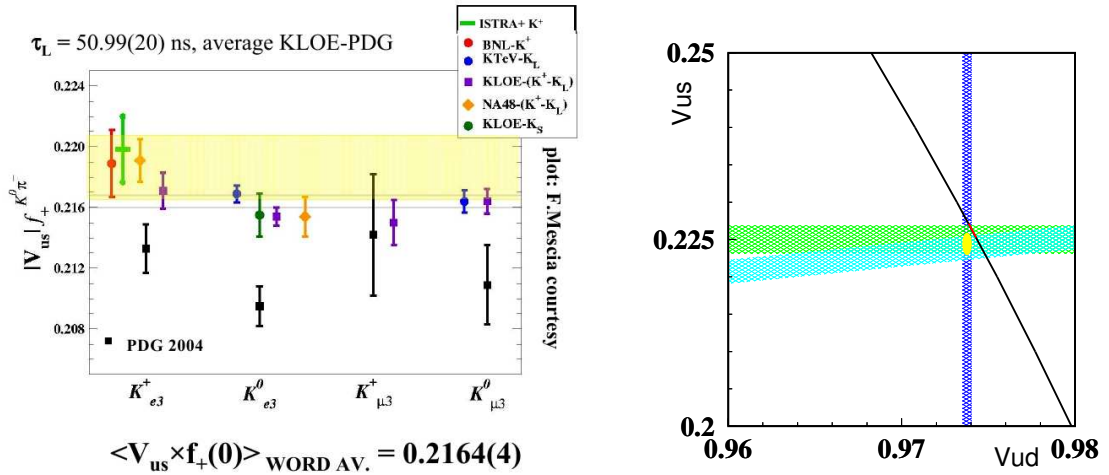 τL = 50.99(20) ns, average KLOE-PDG
ISTRA+ K+
BNL-K+
KTeV-KL
KLOE-(K+-KL)
NA48-(K+-KL)
KLOE-KS
0.224
0.220
0.216
0.212
0.208
|Vus| f+K0π−
PDG 2004
K+e3
K0e3
K+μ3
K0μ3
plot: F.Mescia courtesy
<Vus×f+(0)> WORD AV. = 0.2164(4)
0.25
Vus
0.225
0.2
0.96
0.97
0.98
Vud